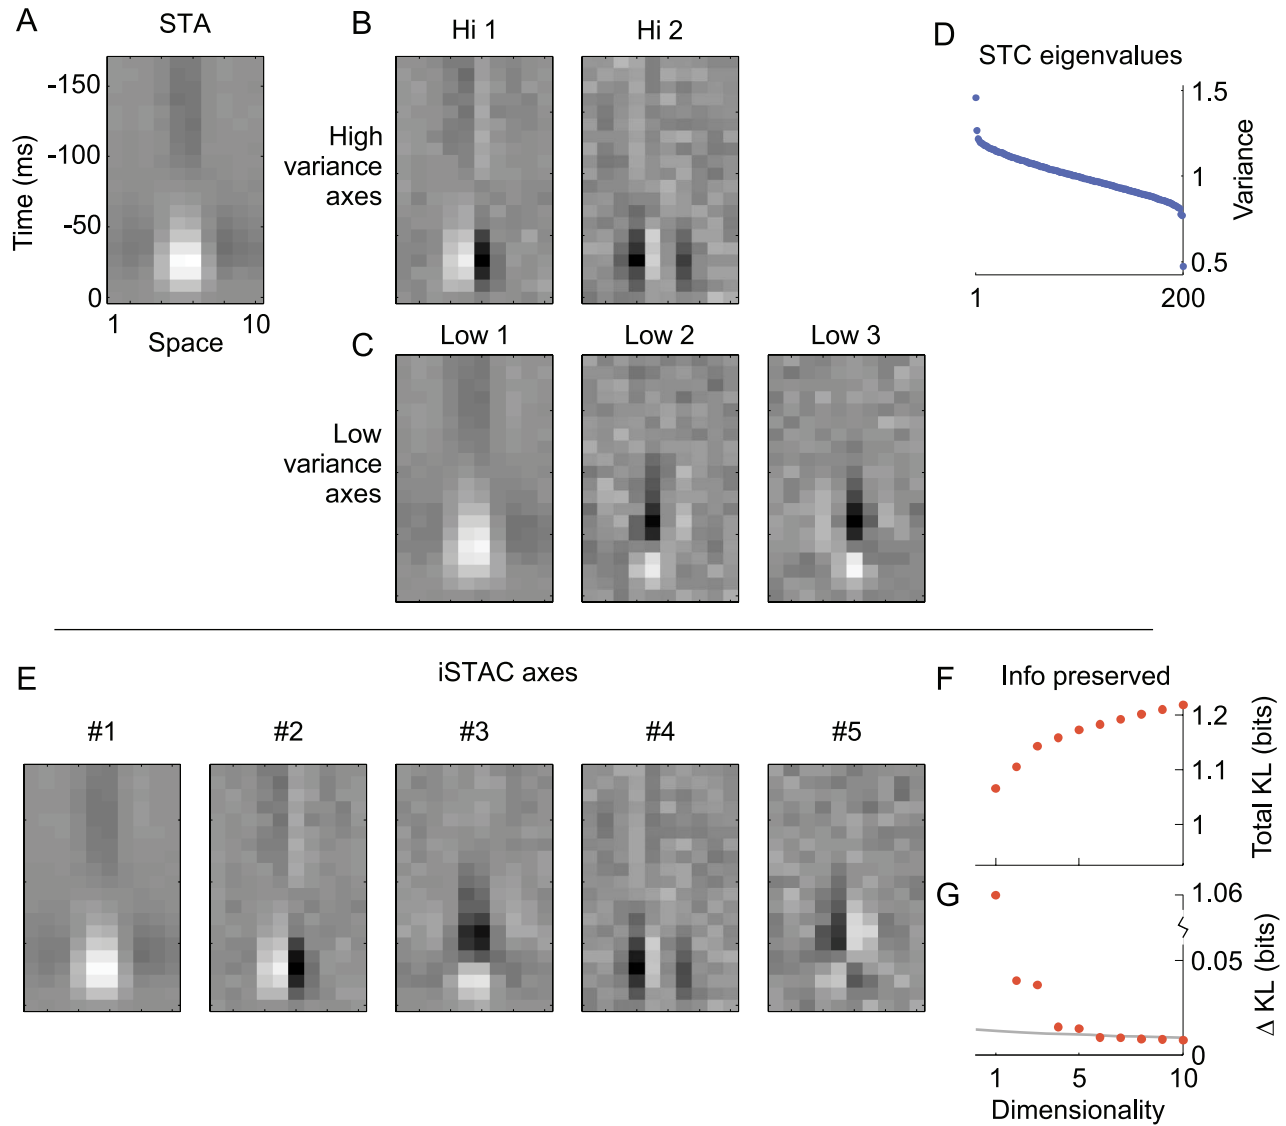 A
STA
B
Hi 1
Hi 2
D
STC eigenvalues
-150
-100
-50
0
Time (ms)
1
10
Space
High
variance
axes
1.5
1
0.5
Variance
1
200
C
Low 1
Low 2
Low 3
Low
variance
axes
E
iSTAC axes
#1
#2
#3
#4
#5
F
Info preserved
1.2
1.1
1
Total KL (bits)
G
1.06
0.05
0
Δ KL (bits)
1
5
10
Dimensionality